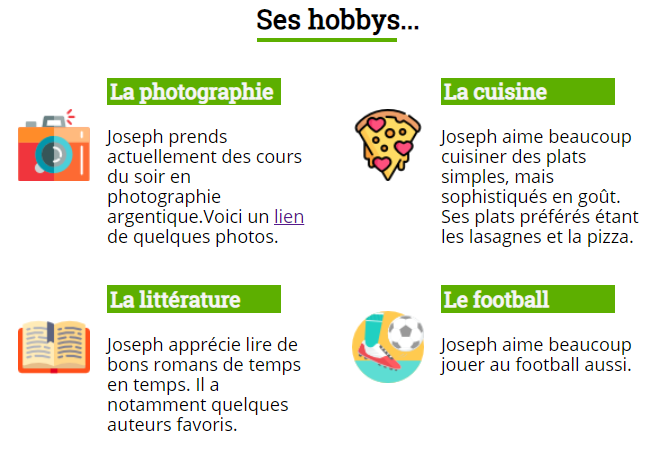 Ses hobbys...
La photographie
Joseph prends
actuellement des cours
du soir en
photographie
argentique.Voici un lien
de quelques photos.
La cuisine
Joseph aime beaucoup
cuisiner des plats
simples, mais
sophistiqués en goût.
Ses plats préférés étant
les lasagnes et la pizza.
La littérature
Joseph apprécie lire de
bons romans de temps
en temps. Il a
notamment quelques
auteurs favoris.
Le football
Joseph aime beaucoup
jouer au football aussi.